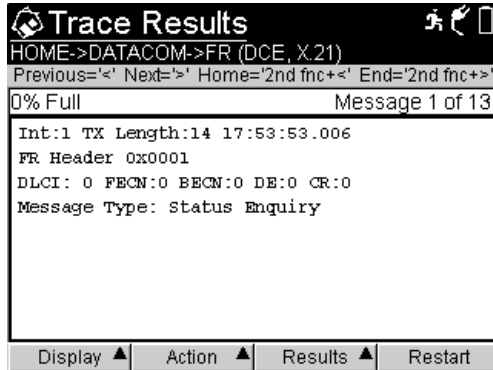 Trace Results
HOME->DATACOM->FR (DCE, X.21)
Previous='<' Next='>' Home='2nd fnc+<' End='2nd fnc+>'
0% Full Message 1 of 13
Int:1 TX Length:14 17:53:53.006
FR Header 0X0001
DLCI: 0 FECN:0 BECN:0 DE:0 CR:0
Message Type: Status Enquiry
Display Action Results Restart